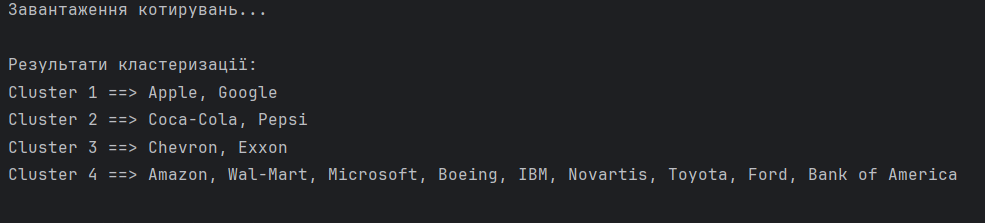 Завантаження котирувань...
Результати кластеризації:
Cluster 1 ==> Apple, Google
Cluster 2 ==> Coca-Cola, Pepsi
Cluster 3 ==> Chevron, Exxon
Cluster 4 ==> Amazon, Wal-Mart, Microsoft, Boeing, IBM, Novartis, Toyota, Ford, Bank of America